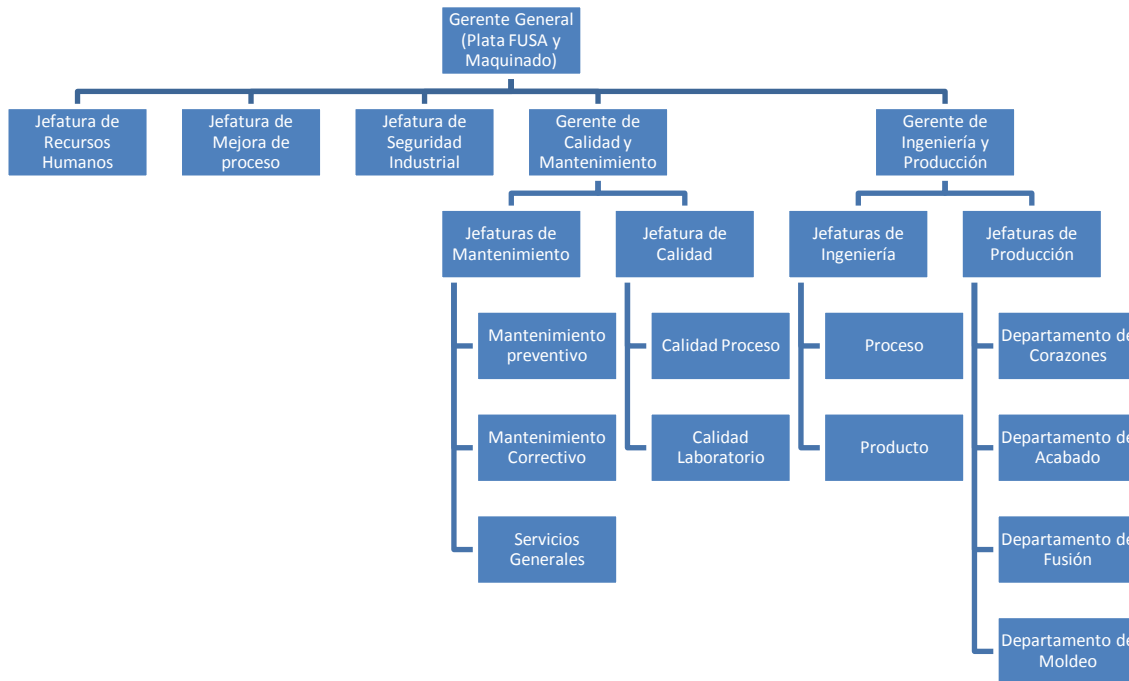 Gerente General
(Plata FUSA y
Maquinado)
Jefatura de
Recursos
Humanos
Jefatura de
Mejora de
proceso
Jefatura de
Seguridad
Industrial
Gerente de
Calidad y
Mantenimiento
Gerente de
Ingeniería y
Producción
Jefaturas de
Mantenimiento
Jefatura de
Calidad
Jefaturas de
Ingeniería
Jefaturas de
Producción
Mantenimiento
preventivo
Calidad Proceso
Proceso
Departamento de
Corazones
Mantenimiento
Correctivo
Calidad
Laboratorio
Producto
Departamento de
Acabado
Servicios
Generales
Departamento de
Fusión
Departamento de
Moldeo